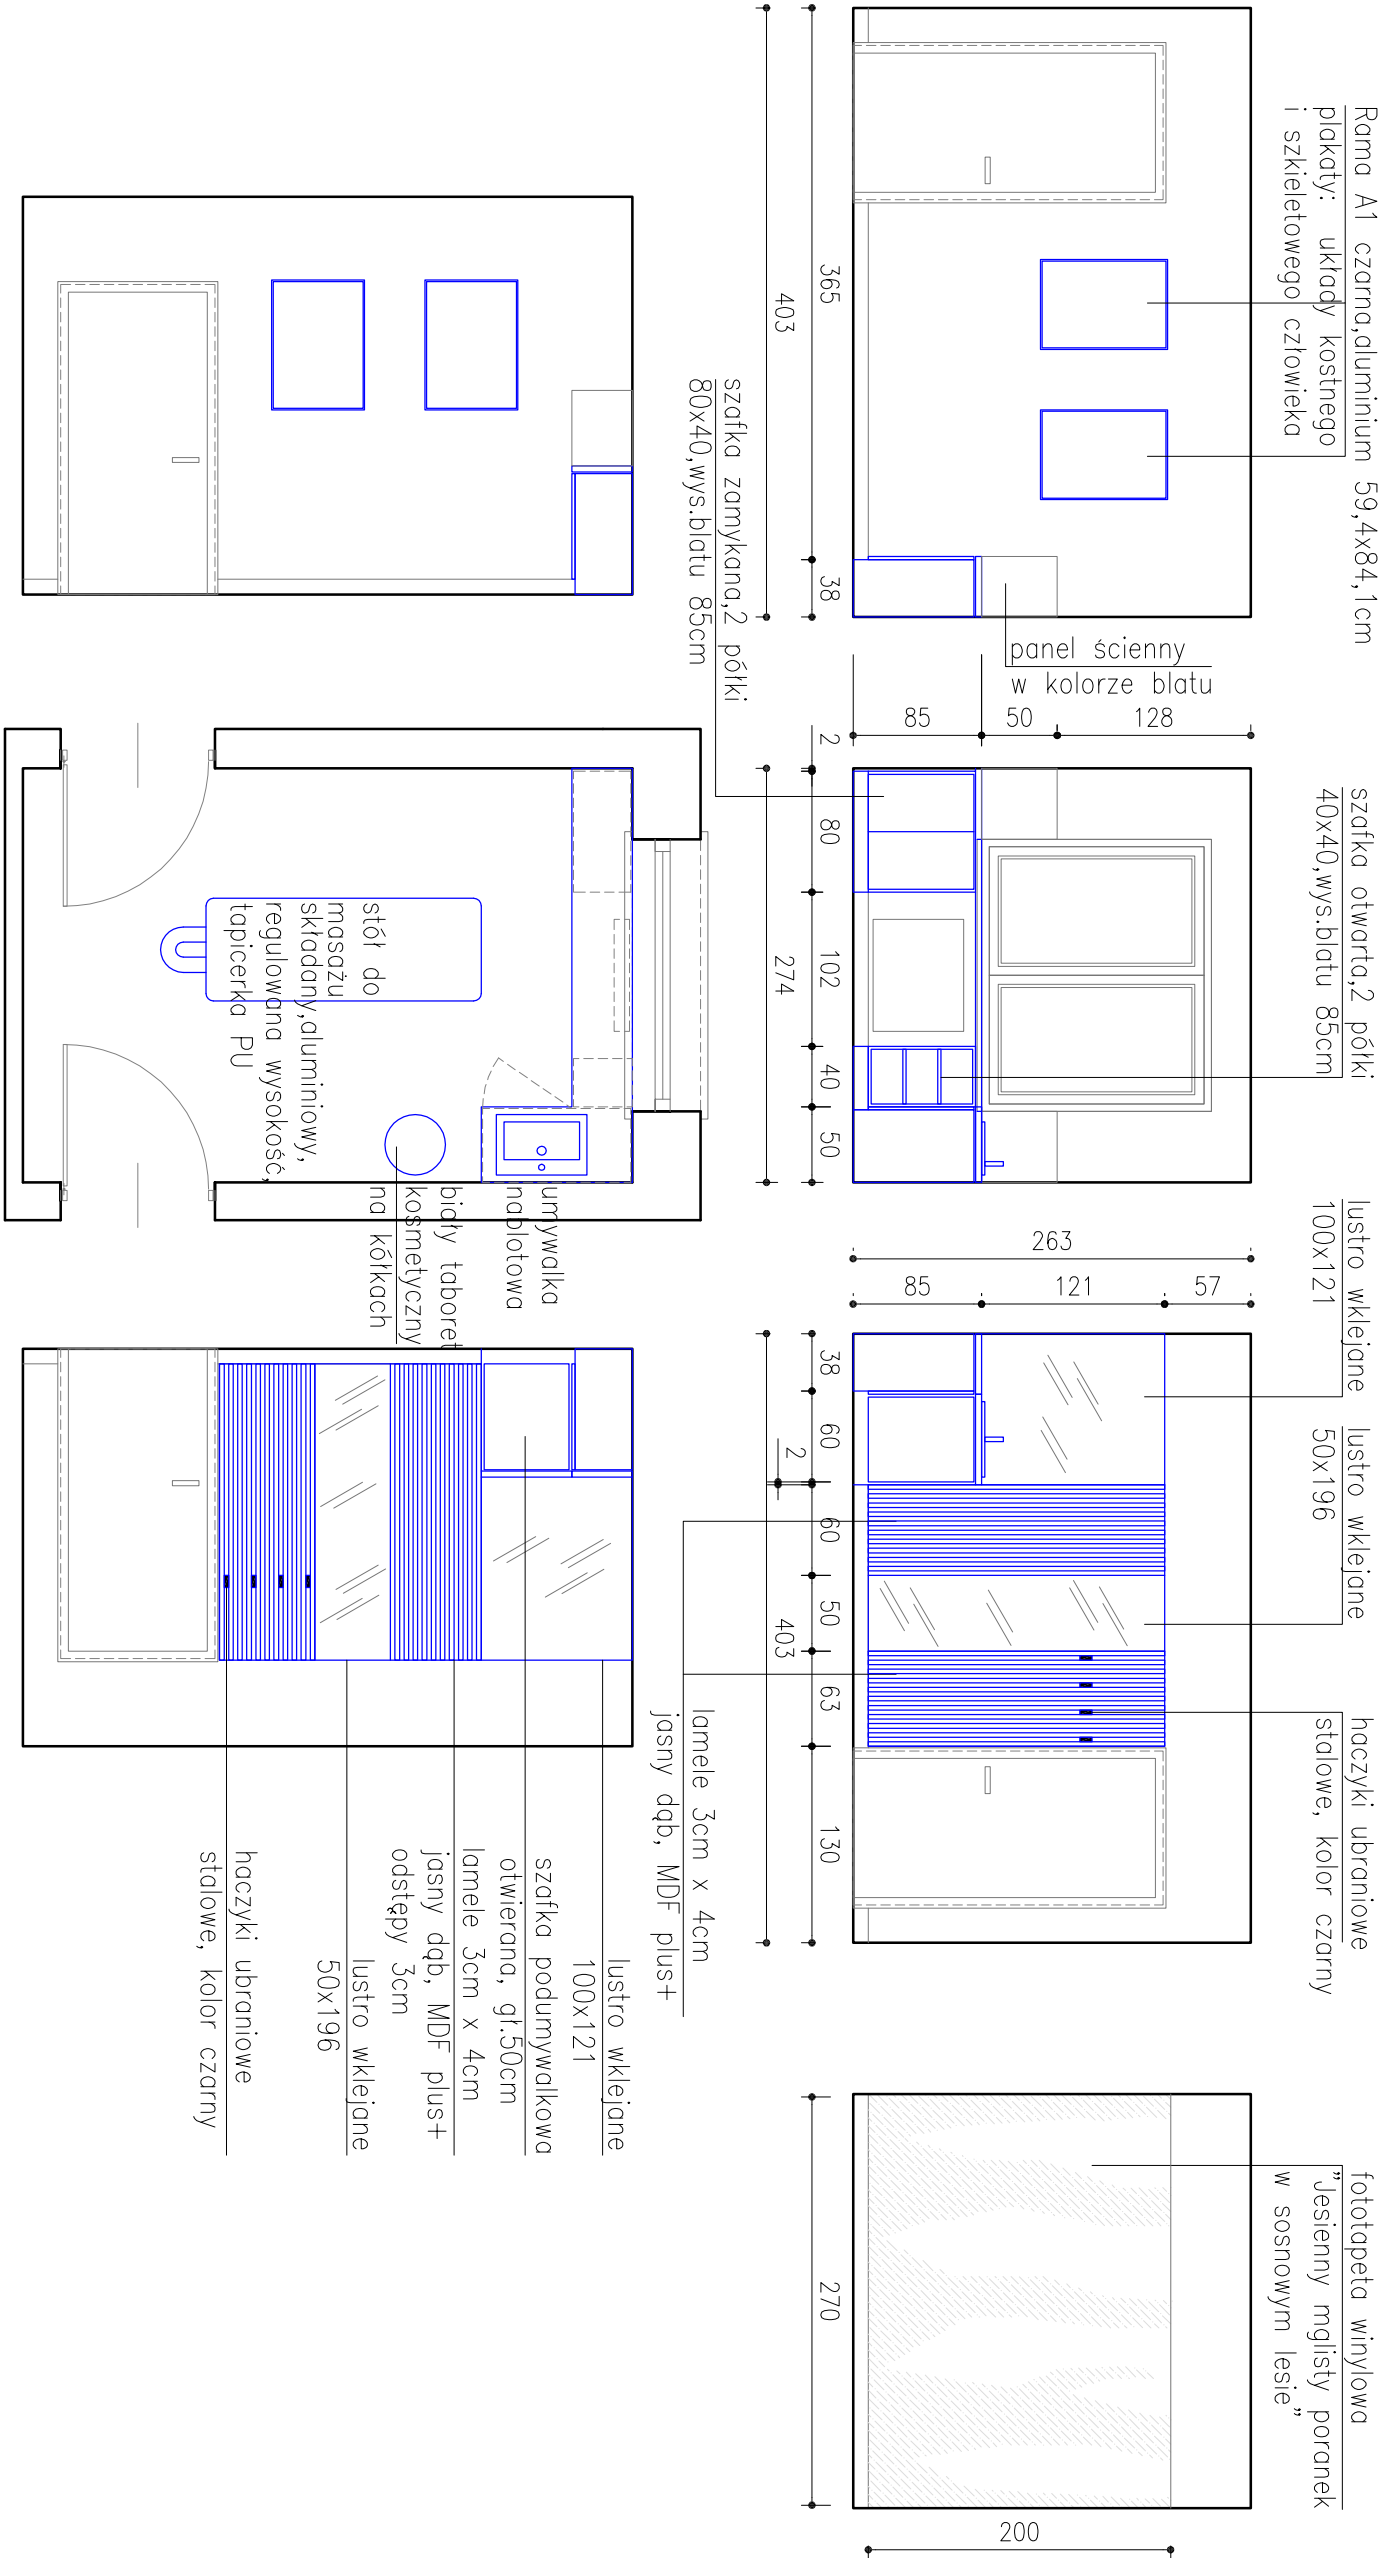 Rama A1 czarna,aluminium 59,4x84,1cm
plakaty: układy kostnego
i szkieletowego człowieka
szafka otwarta,2 półki
40x40,wys.blatu 85cm
lustro wklejane
100x121
lustro wklejane
50x196
haczyki ubraniowe
stalowe, kolor czarny
fototapeta winylowa
"Jesienny mglisty poranek
w sosnowym lesie"
panel ścienny
w kolorze blatu
85
50
128
263
85
121
57
200
365
38
403
2
80
102
40
50
274
38
60
2
60
50
63
130
403
270
szafka zamykana,2 półki
80x40,wys.blatu 85cm
lamele 3cm x 4cm
jasny dąb, MDF plus+
stół do
masażu
składany,aluminiowy,
regulowana wysokość,
tapicerka PU
umywalka
nablatowa
biały taboret
kosmetyczny
na kółkach
lustro wklejane
100x121
szafka podumywalkowa
otwierana, gł.50cm
lamele 3cm x 4cm
jasny dąb, MDF plus+
odstępy 3cm
lustro wklejane
50x196
haczyki ubraniowe
stalowe, kolor czarny